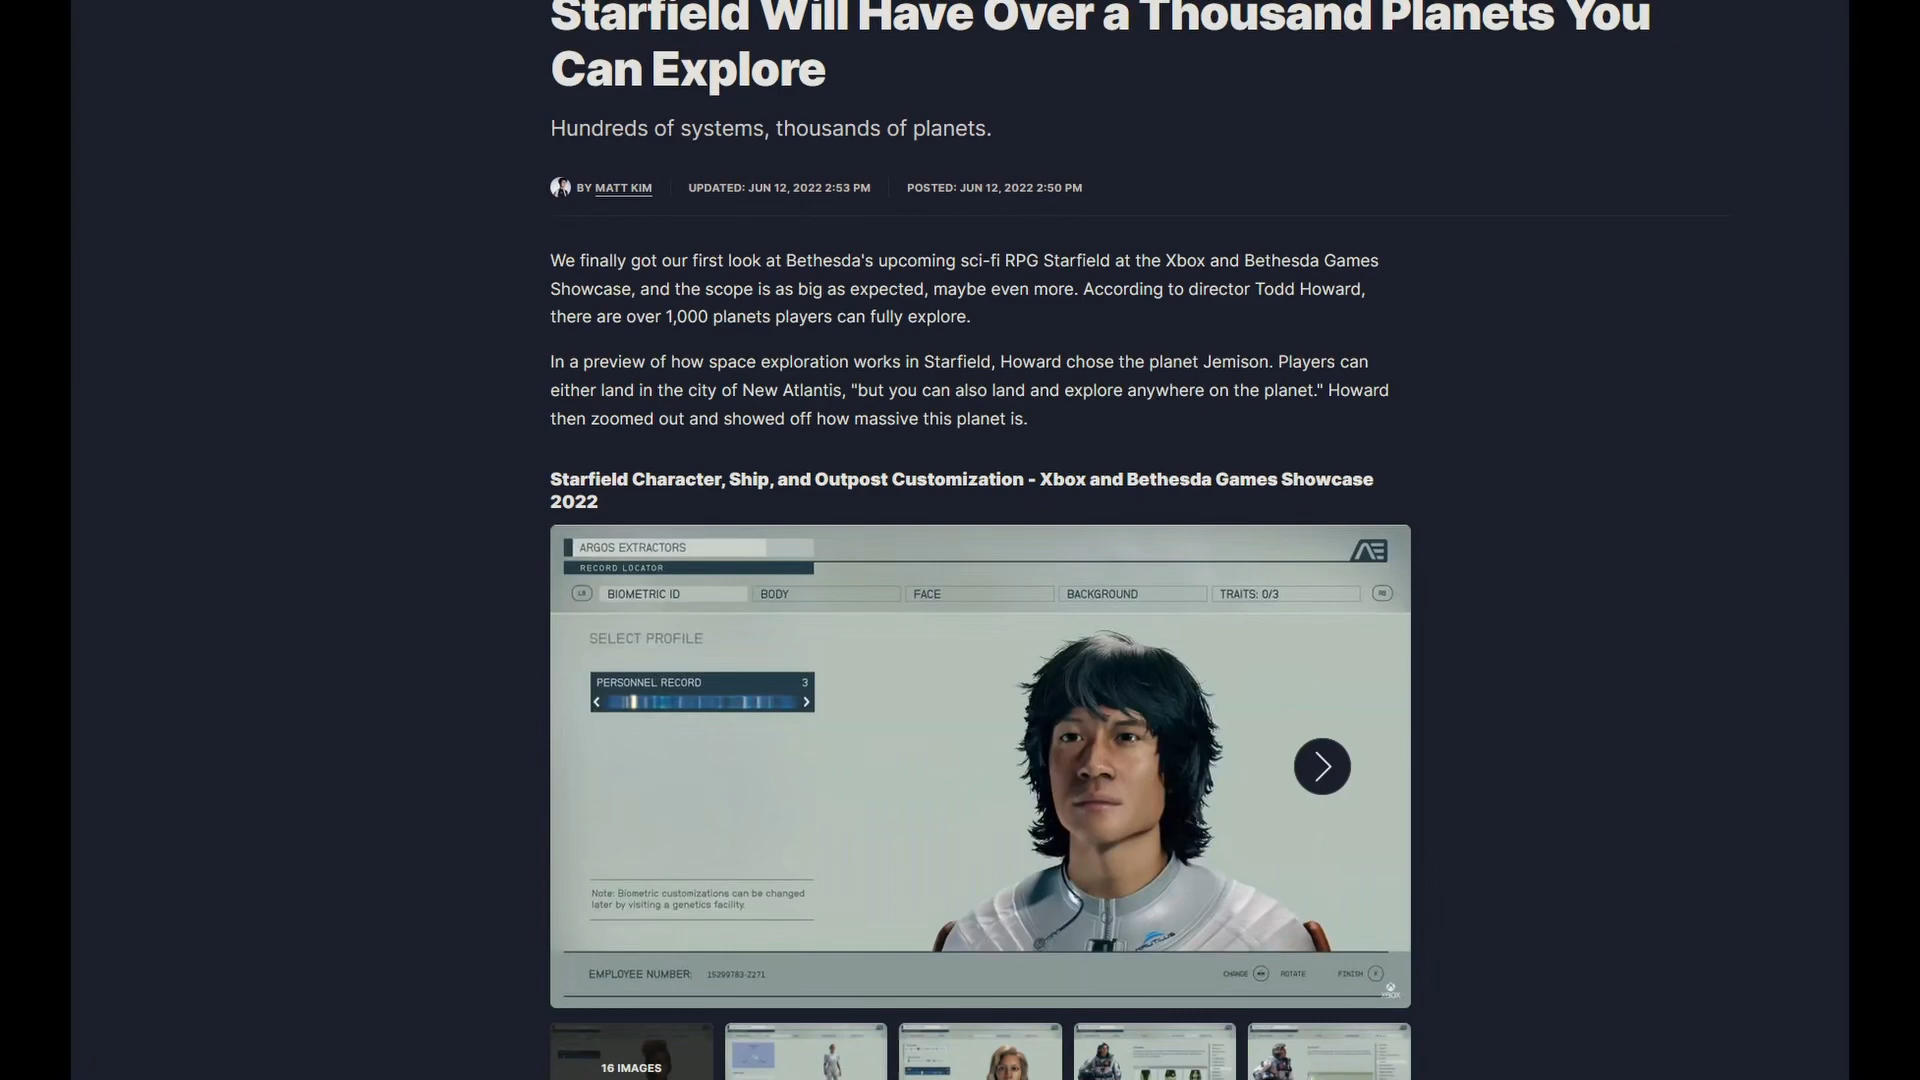 Starfield Will Have Over a Thousand Planets You
Can Explore
Hundreds of systems, thousands of planets.
BY MATT KIM
UPDATED: JUN 12, 2022 2:53 PM
POSTED: JUN 12, 2022 2:50 PM
We finally got our first look at Bethesda's upcoming sci-fi RPG Starfield at the Xbox and Bethesda Games
Showcase, and the scope is as big as expected, maybe even more. According to director Todd Howard,
there are over 1,000 planets players can fully explore.
In a preview of how space exploration works in Starfield, Howard chose the planet Jemison. Players can
either land in the city of New Atlantis, "but you can also land and explore anywhere on the planet." Howard
then zoomed out and showed off how massive this planet is.
Starfield Character, Ship, and Outpost Customization - Xbox and Bethesda Games Showcase
2022
ARGOS EXTRACTORS
AE
RECORD LOCATOR
LB
BIOMETRIC ID
BODY
FACE
BACKGROUND
TRAITS: 0/3
RB
SELECT PROFILE
PERSONNEL RECORD 3
Note: Biometric customizations can be changed
later by visiting a genetics facility.
NAUTILUS
EMPLOYEE NUMBER: 15299783-Z271
CHANGE
ROTATE
FINISH X
XBOX
16 IMAGES